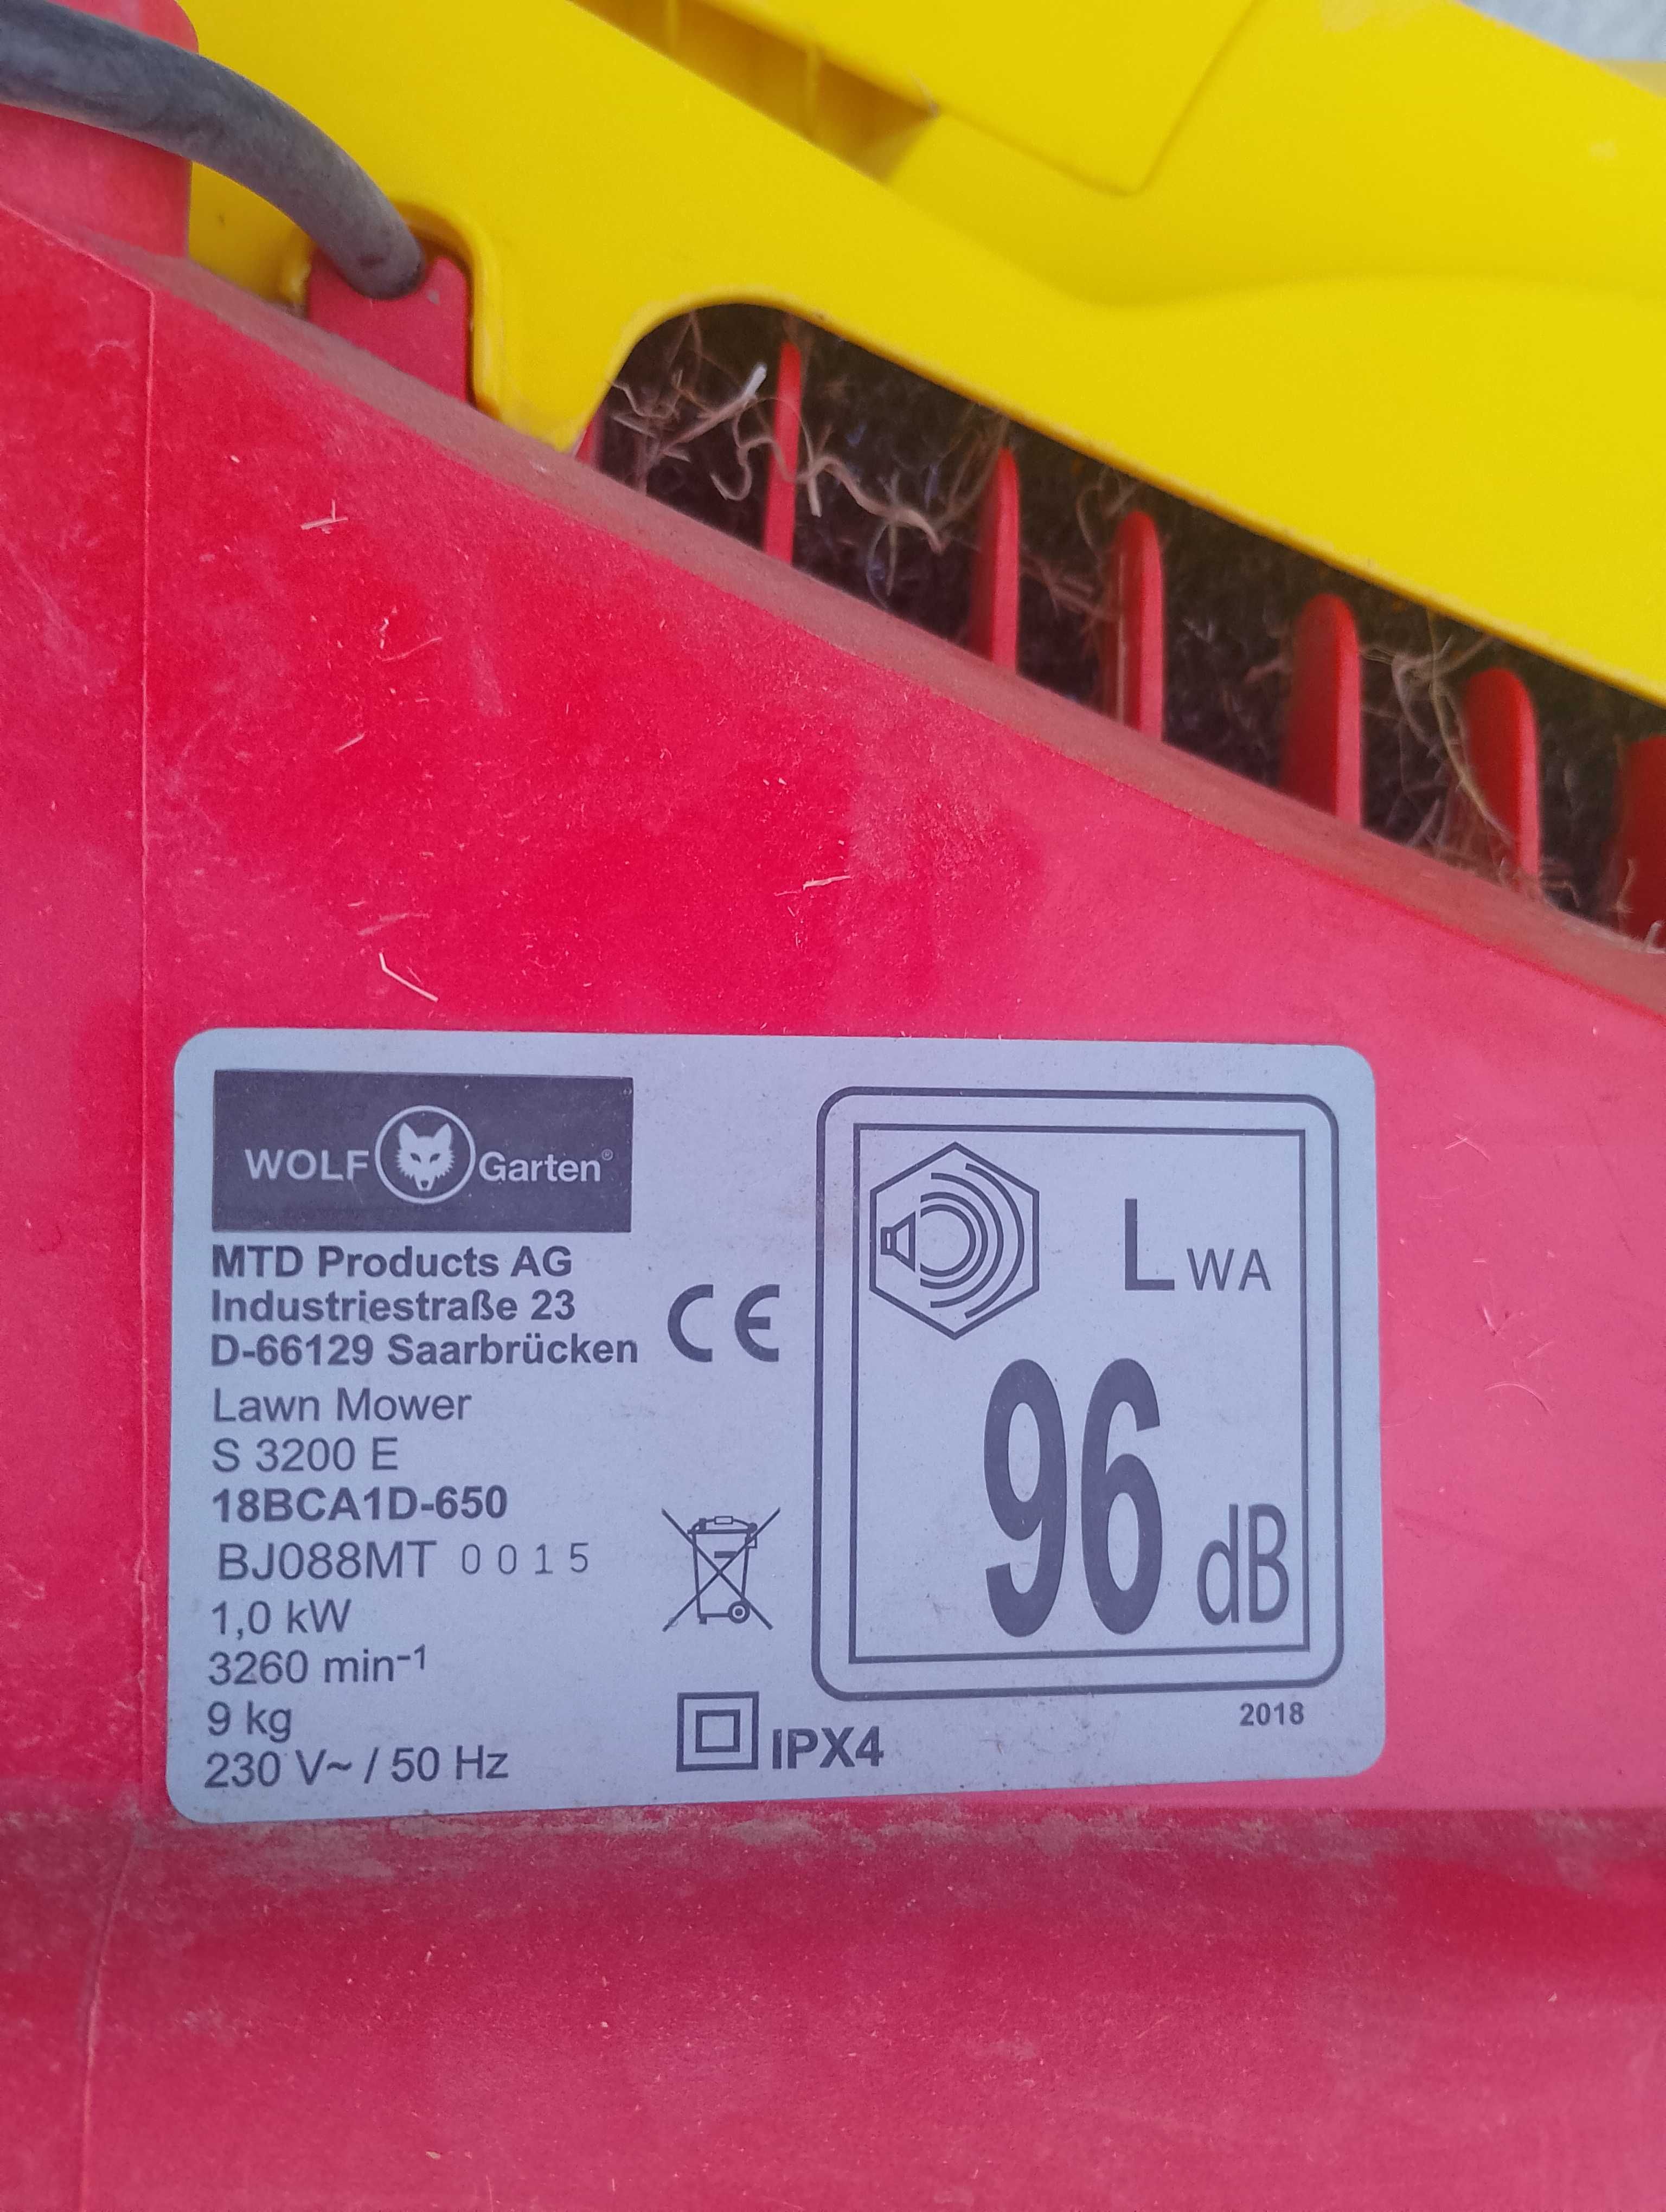 WOLF Garten®
MTD Products AG
Industriestraße 23
D-66129 Saarbrücken
CE
Lawn Mower
S 3200 E
18BCA1D-650
BJ088MT 0015
1,0 kW
3260 min⁻¹
9 kg
230 V~ / 50 Hz
IPX4
LWA
96 dB
2018